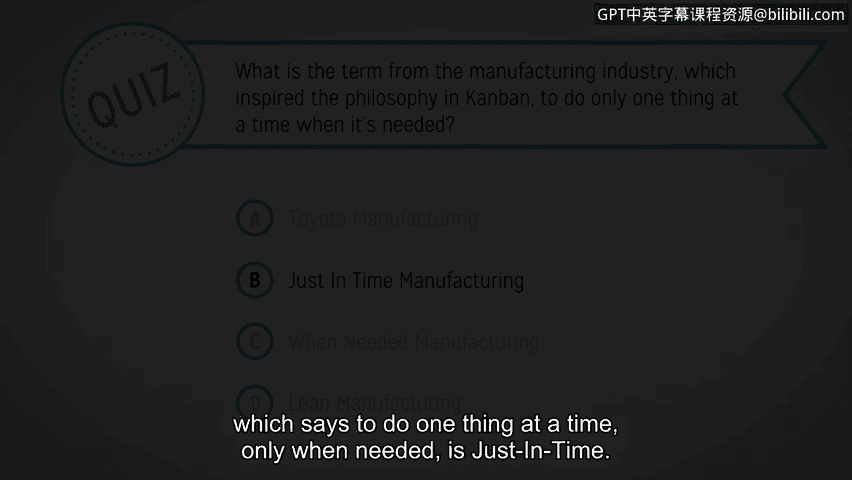 GPT中英字幕课程资源@bilibili.com
QUIZ
What is the term from the manufacturing industry, which
inspired the philosophy in Kanban, to do only one thing at
a time when it's needed?
A Toyota Manufacturing
B Just In Time Manufacturing
C When Needed Manufacturing
D Lean Manufacturing
which says to do one thing at a time,
only when needed, is Just-In-Time.